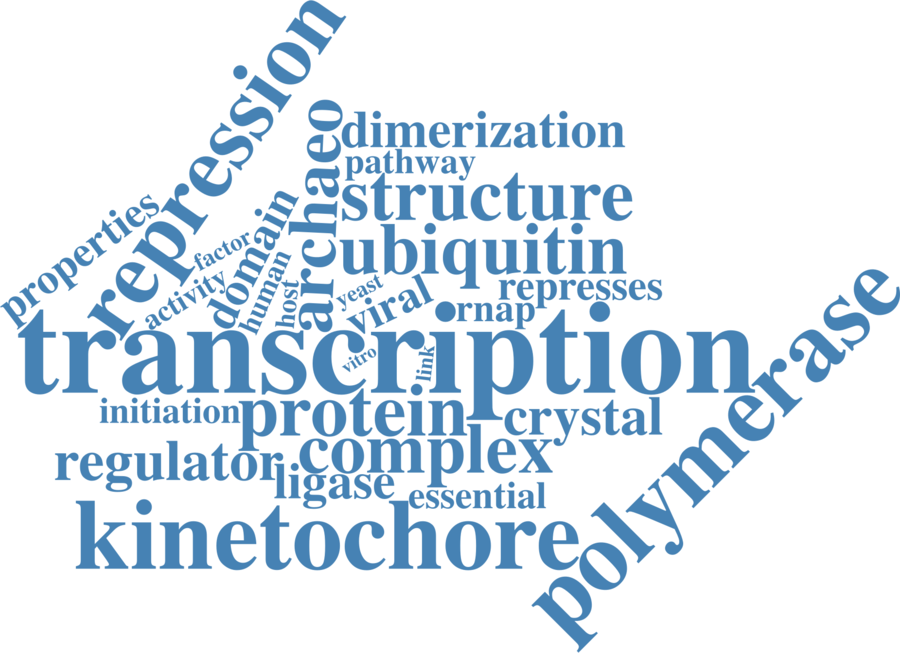 repression
dimerization
pathway
archaeo
structure
properties
factor
domain
ubiquitin
human
activity
host
yeast
viral
represses
rnap
transcription
vitro
link
polymerase
initiation
protein
crystal
regulator
complex
ligase
essential
kinetochore